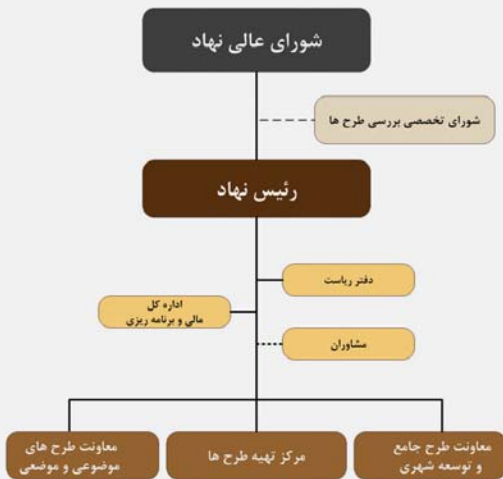 شورای عالی نهاد
شورای تخصصی بررسی طرح ها
رئیس نهاد
دفتر ریاست
اداره کل
مالی و برنامه ریزی
مشاوران
معاونت طرح جامع
و توسعه شهری
مرکز تهیه طرح ها
معاونت طرح های
موضوعی و موضعی